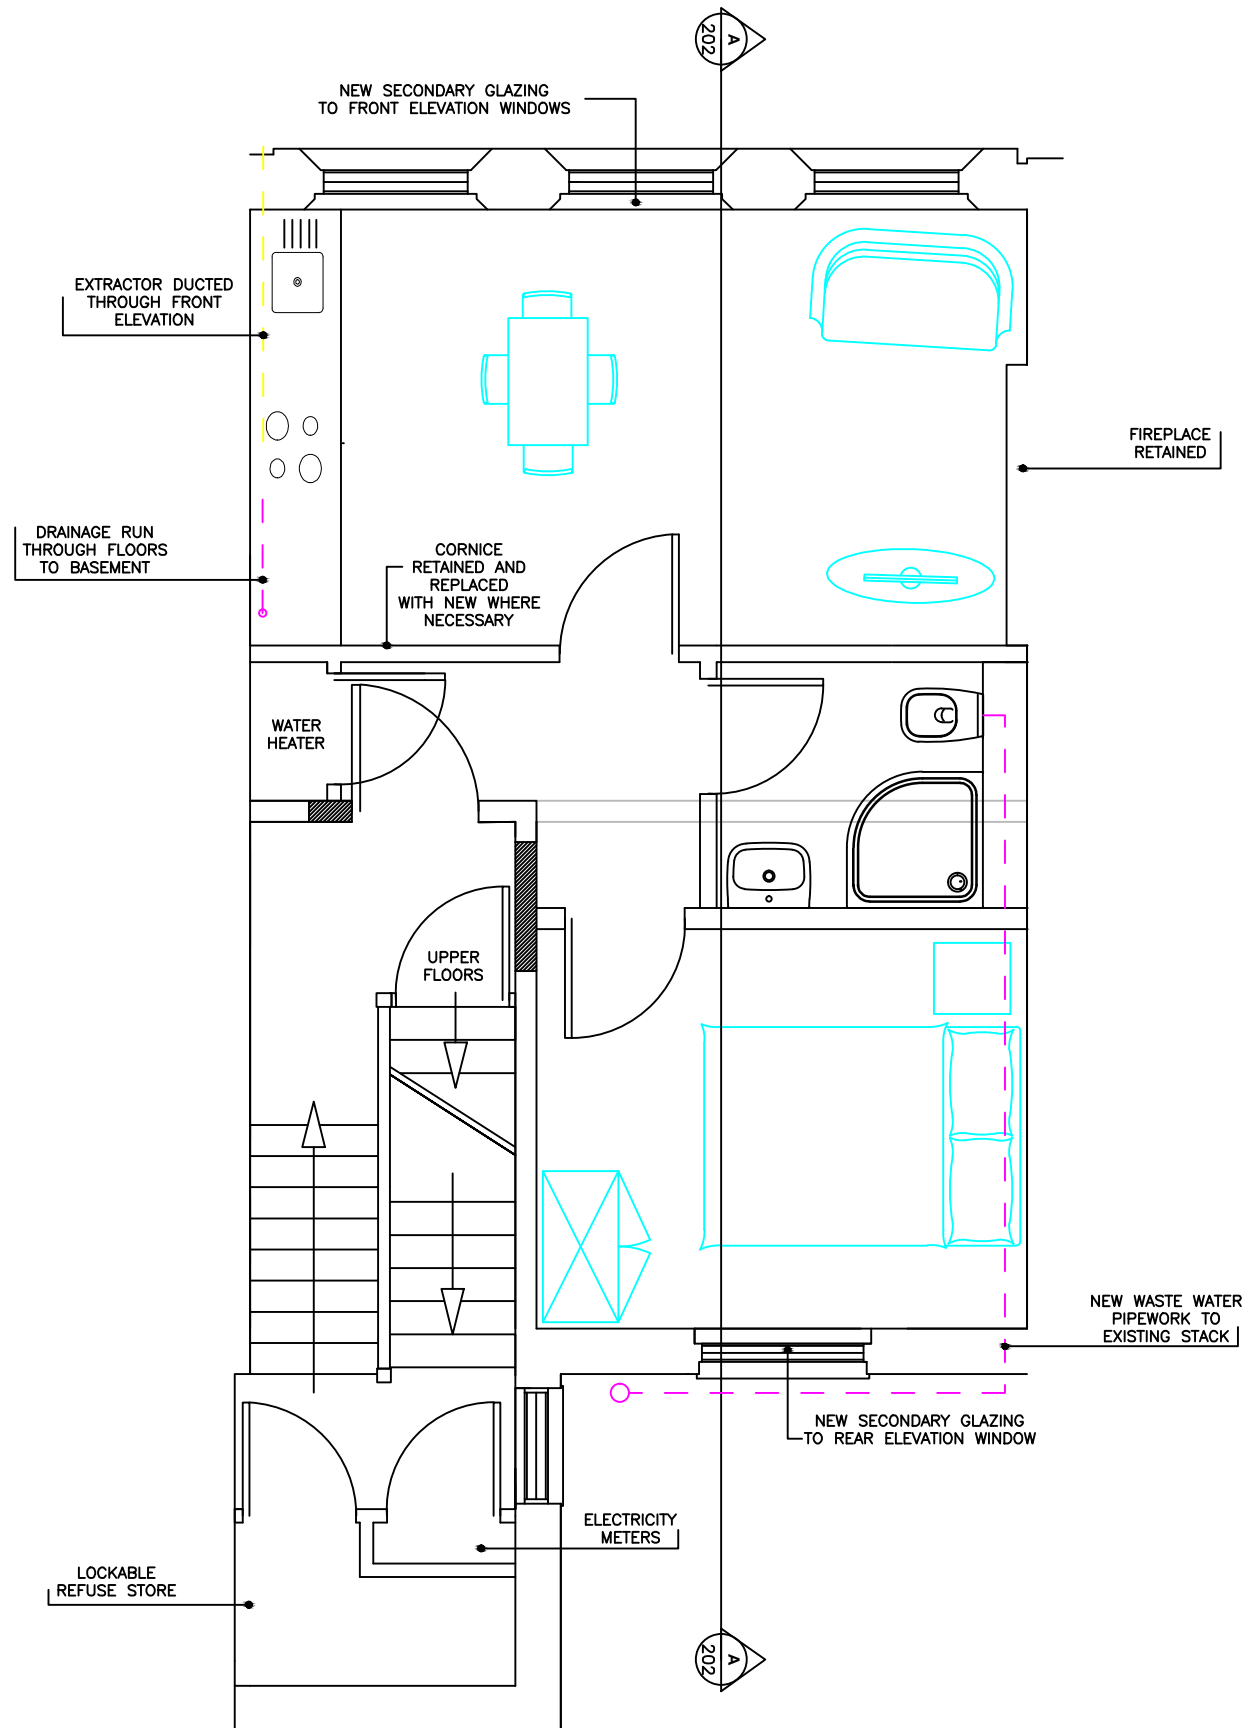 A
202
NEW SECONDARY GLAZING
TO FRONT ELEVATION WINDOWS
EXTRACTOR DUCTED
THROUGH FRONT
ELEVATION
FIREPLACE
RETAINED
DRAINAGE RUN
THROUGH FLOORS
TO BASEMENT
CORNICE
RETAINED AND
REPLACED
WITH NEW WHERE
NECESSARY
WATER
HEATER
UPPER
FLOORS
NEW WASTE WATER
PIPEWORK TO
EXISTING STACK
NEW SECONDARY GLAZING
TO REAR ELEVATION WINDOW
ELECTRICITY
METERS
LOCKABLE
REFUSE STORE
A
202